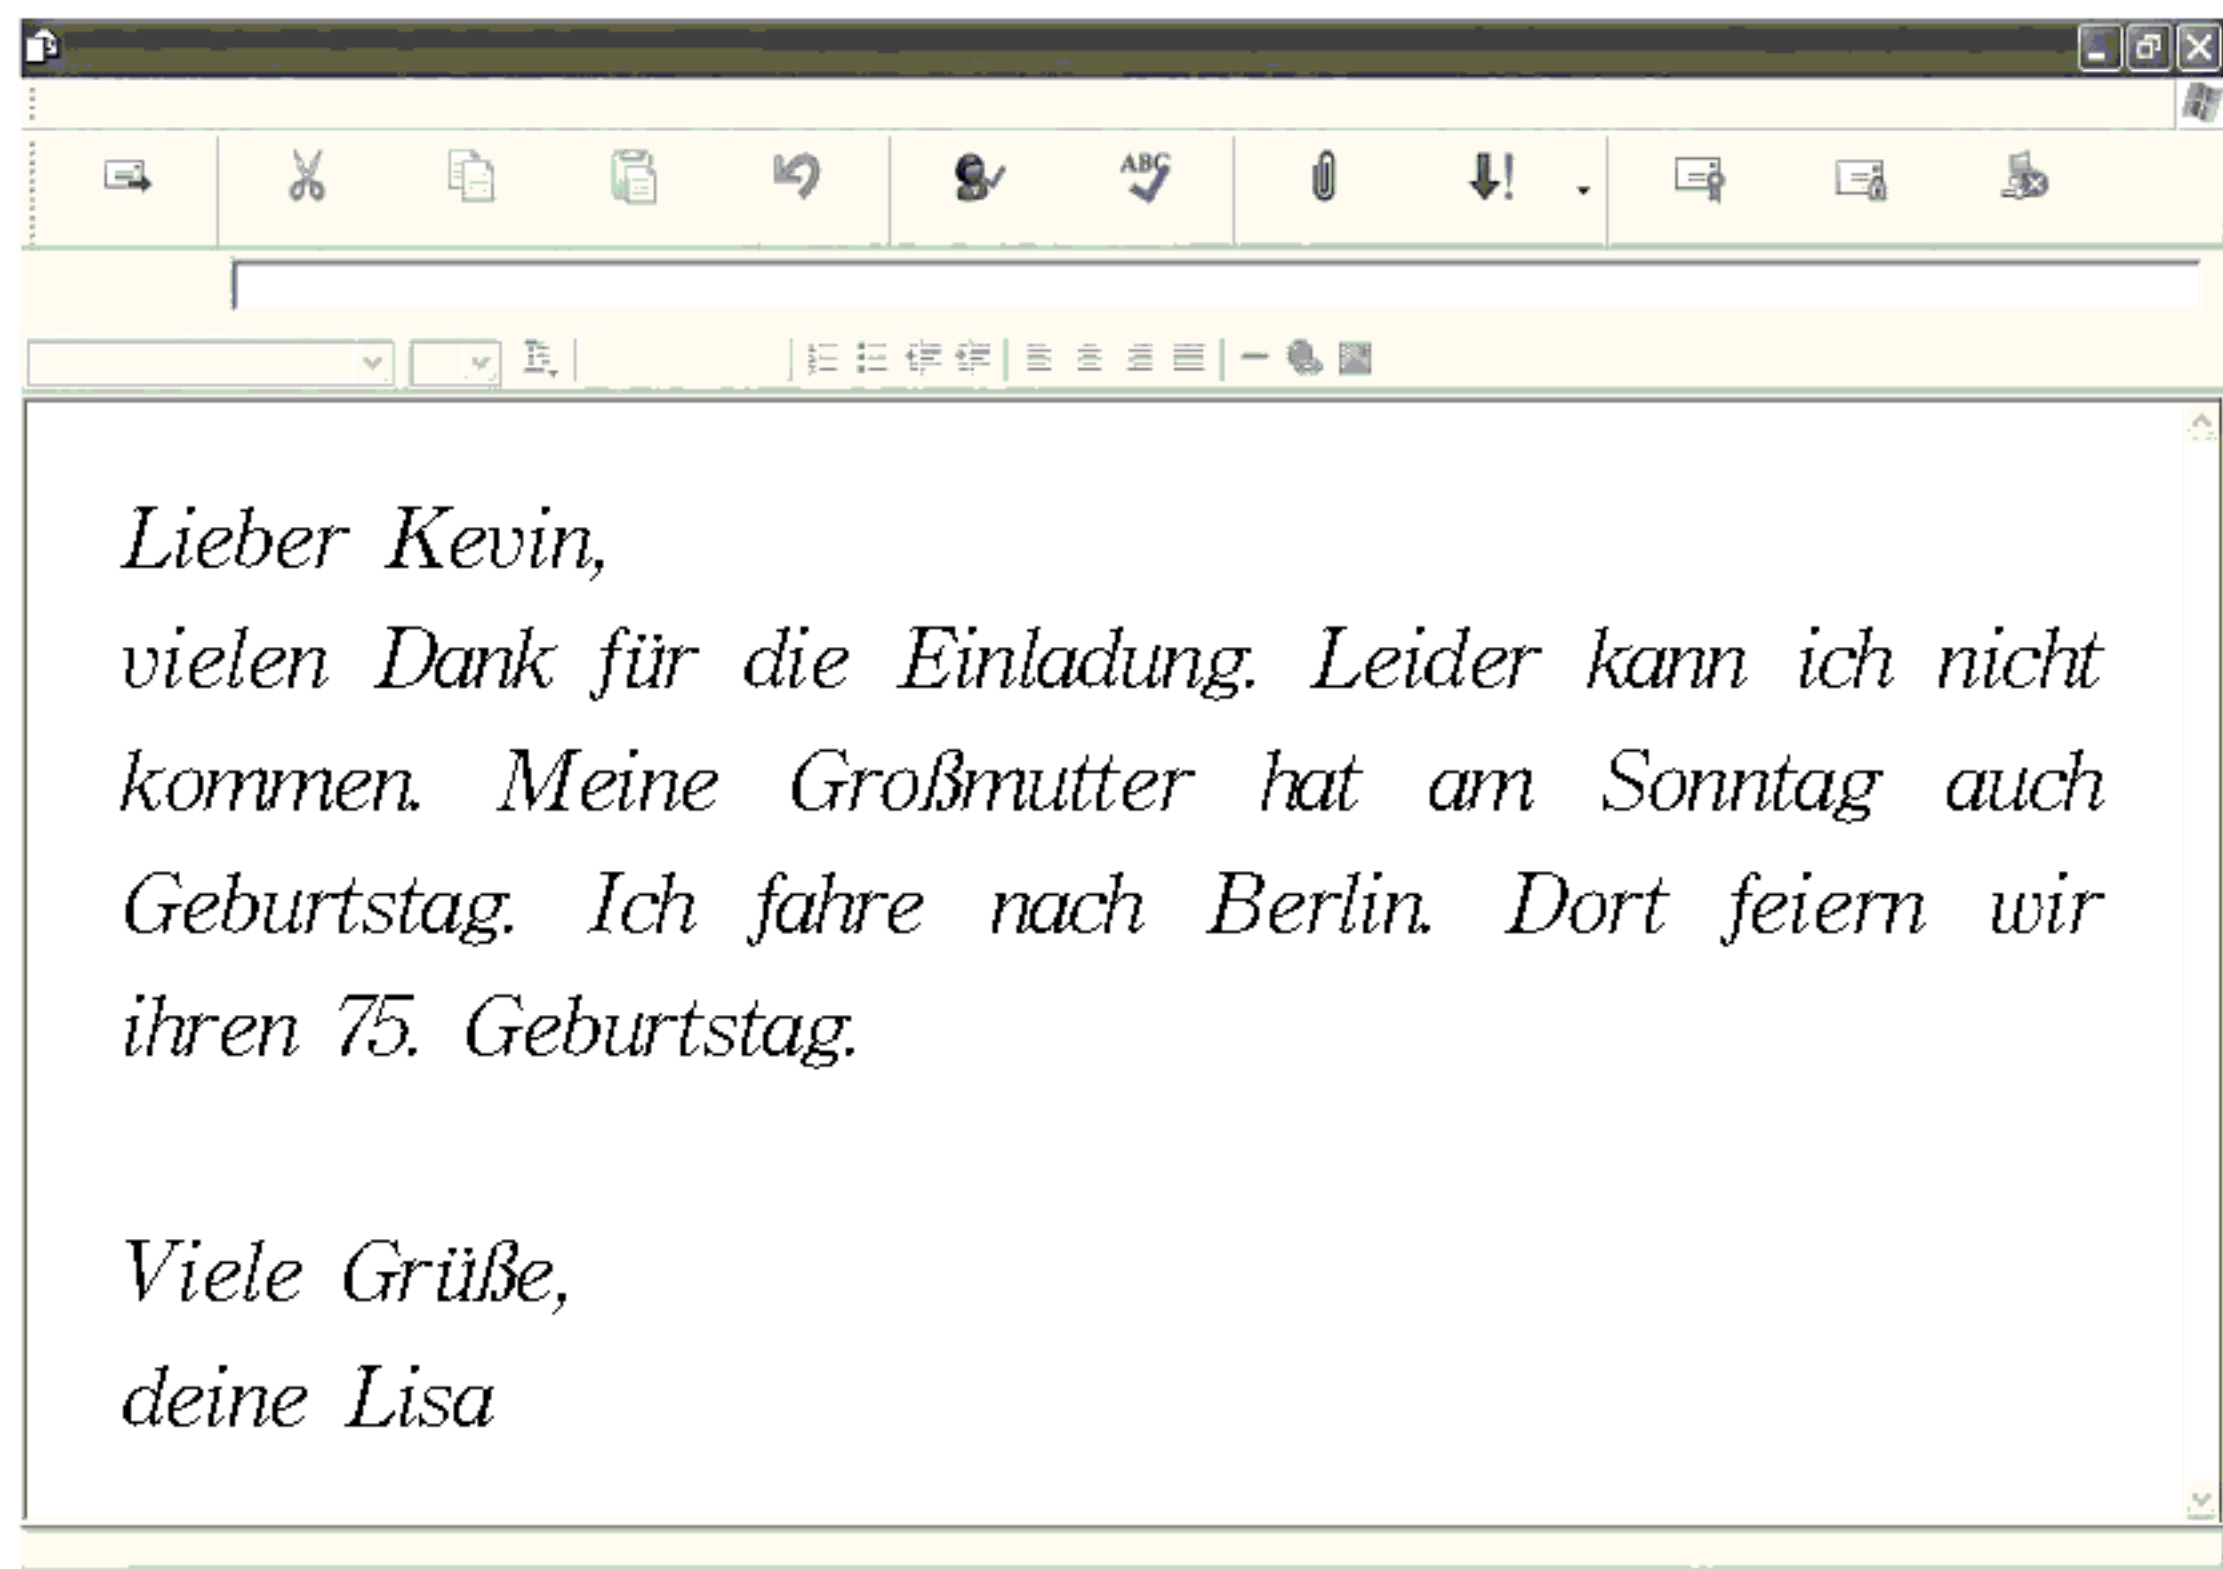 ABC
Lieber Kevin,
vielen Dank für die Einladung. Leider kann ich nicht
kommen. Meine Großmutter hat am Sonntag auch
Geburtstag. Ich fahre nach Berlin. Dort feiern wir
ihren 75. Geburtstag.
Viele Grüße,
deine Lisa